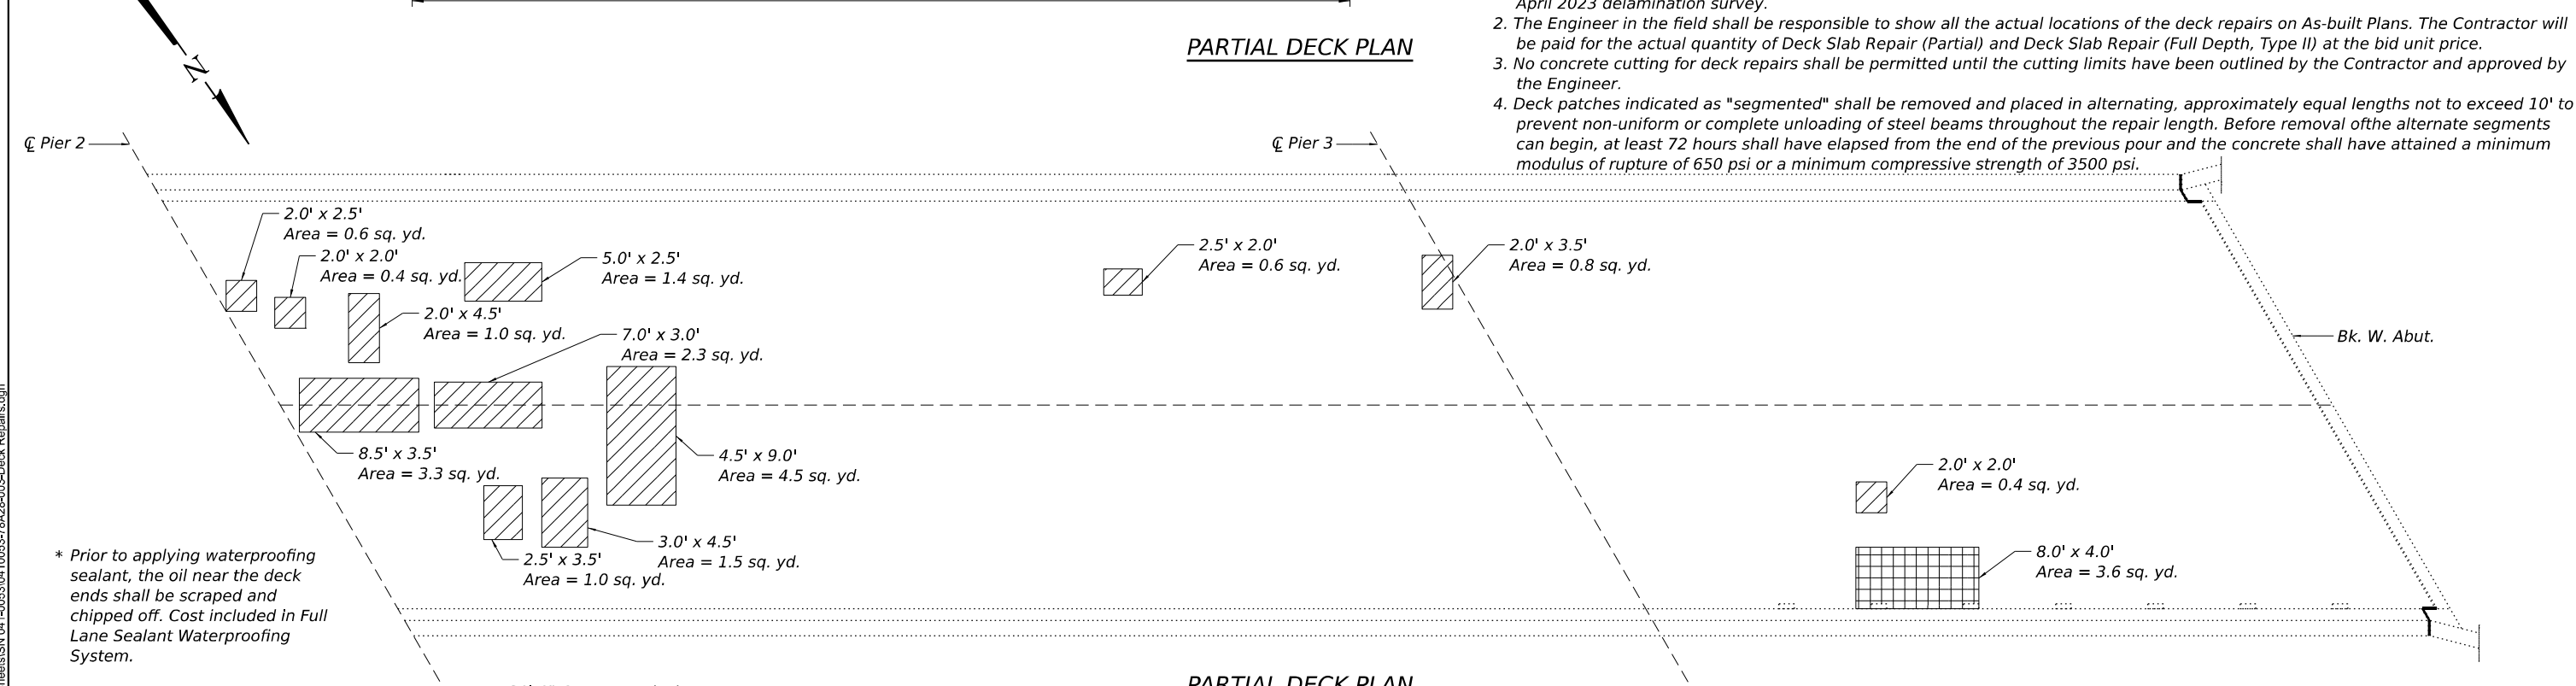 April 2023 delamination survey.
2. The Engineer in the field shall be responsible to show all the actual locations of the deck repairs on As-built Plans. The Contractor will
be paid for the actual quantity of Deck Slab Repair (Partial) and Deck Slab Repair (Full Depth, Type II) at the bid unit price.
3. No concrete cutting for deck repairs shall be permitted until the cutting limits have been outlined by the Contractor and approved by
the Engineer.
4. Deck patches indicated as "segmented" shall be removed and placed in alternating, approximately equal lengths not to exceed 10' to
prevent non-uniform or complete unloading of steel beams throughout the repair length. Before removal ofthe alternate segments
can begin, at least 72 hours shall have elapsed from the end of the previous pour and the concrete shall have attained a minimum
modulus of rupture of 650 psi or a minimum compressive strength of 3500 psi.
PARTIAL DECK PLAN
N
℄ Pier 2
℄ Pier 3
2.0' x 2.5'
Area = 0.6 sq. yd.
2.0' x 2.0'
Area = 0.4 sq. yd.
5.0' x 2.5'
Area = 1.4 sq. yd.
2.0' x 4.5'
Area = 1.0 sq. yd.
7.0' x 3.0'
Area = 2.3 sq. yd.
2.5' x 2.0'
Area = 0.6 sq. yd.
2.0' x 3.5'
Area = 0.8 sq. yd.
Bk. W. Abut.
8.5' x 3.5'
Area = 3.3 sq. yd.
4.5' x 9.0'
Area = 4.5 sq. yd.
2.0' x 2.0'
Area = 0.4 sq. yd.
3.0' x 4.5'
Area = 1.5 sq. yd.
2.5' x 3.5'
Area = 1.0 sq. yd.
8.0' x 4.0'
Area = 3.6 sq. yd.
* Prior to applying waterproofing
sealant, the oil near the deck
ends shall be scraped and
chipped off. Cost included in Full
Lane Sealant Waterproofing
System.
PARTIAL DECK PLAN